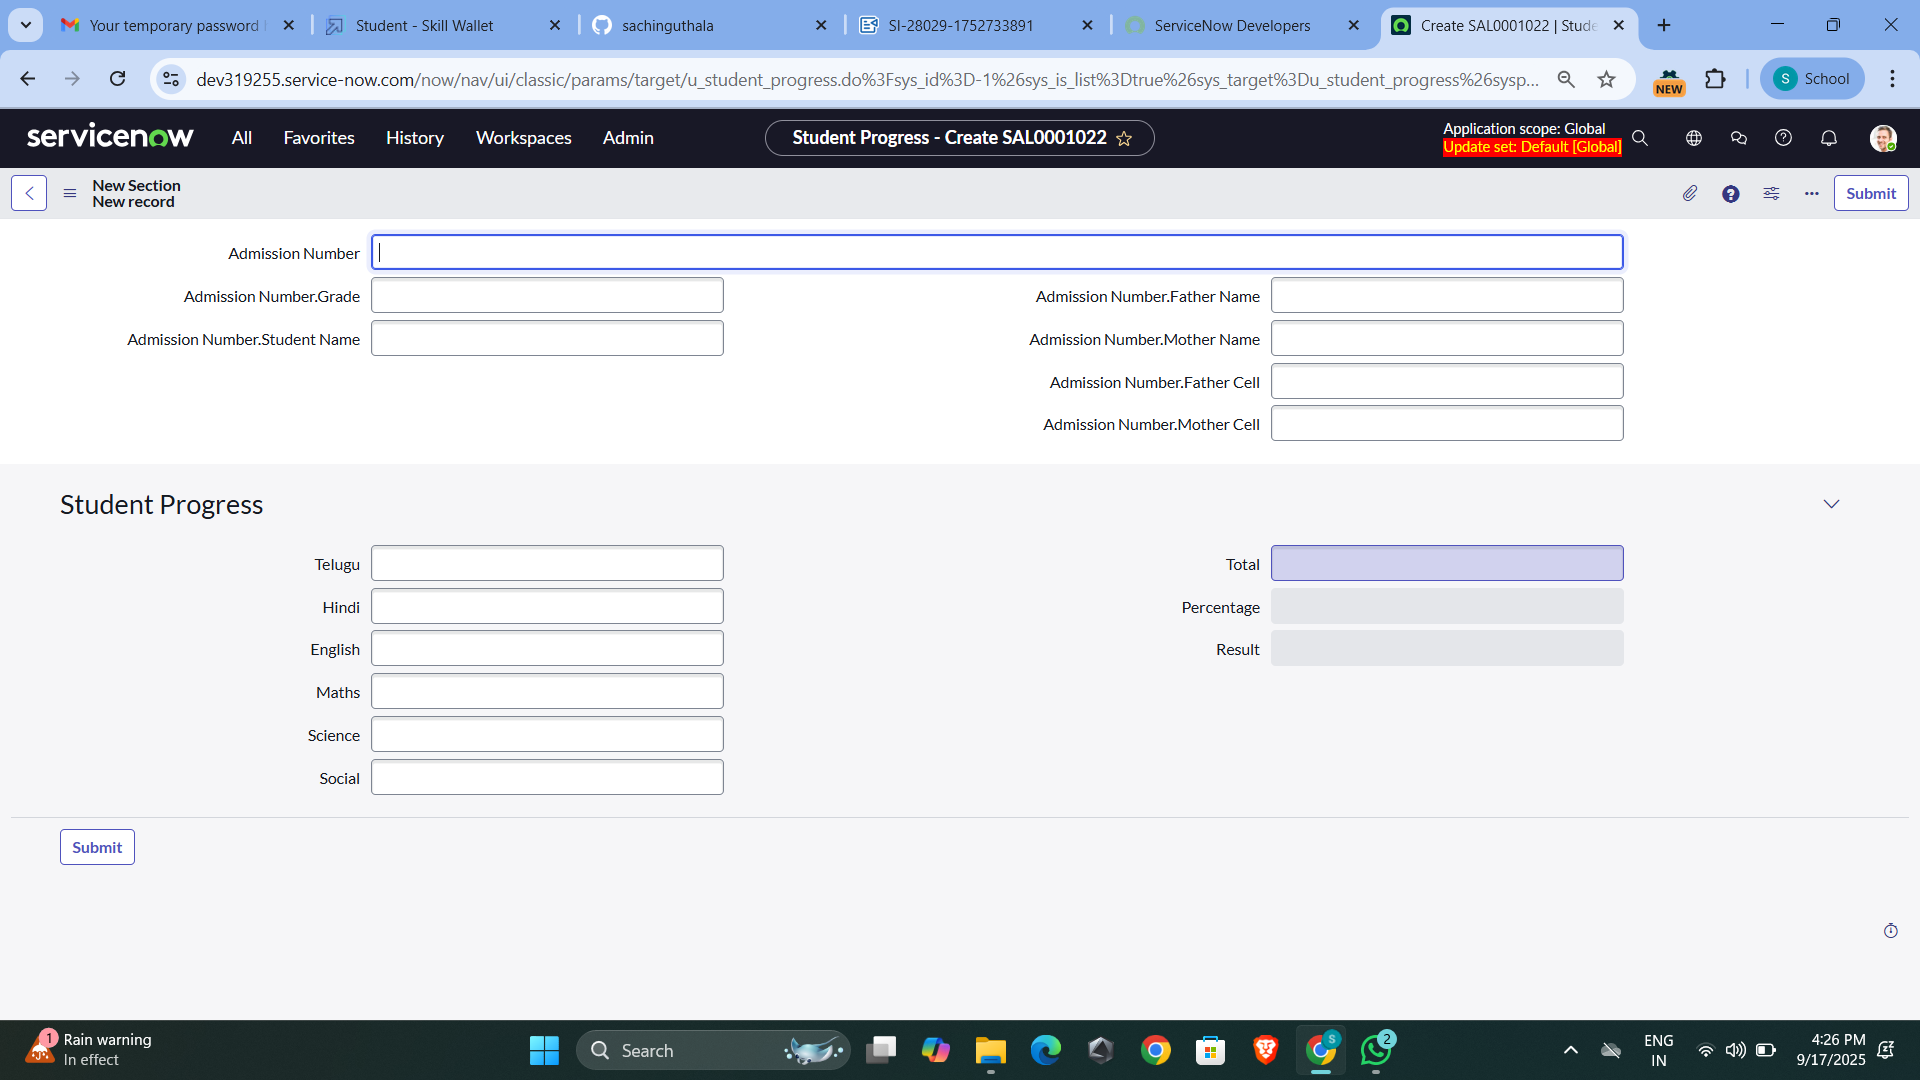 Your temporary password
Student - Skill Wallet
sachinguthala
SI-28029-1752733891
ServiceNow Developers
Create SAL0001022 | Stude
dev319255.service-now.com/now/nav/ui/classic/params/target/u_student_progress.do%3Fsys_id%3D-1%26sys_is_list%3Dtrue%26sys_target%3Du_student_progress%26sysp...
NEW
S School
servicenow
All
Favorites
History
Workspaces
Admin
Student Progress - Create SAL0001022
Application scope: Global
Update set: Default [Global]
New Section
New record
Submit
Admission Number
Admission Number.Grade
Admission Number.Father Name
Admission Number.Student Name
Admission Number.Mother Name
Admission Number.Father Cell
Admission Number.Mother Cell
Student Progress
Telugu
Total
Hindi
Percentage
English
Result
Maths
Science
Social
Submit
1
Rain warning
In effect
Search
S
2
ENG
IN
4:26 PM
9/17/2025